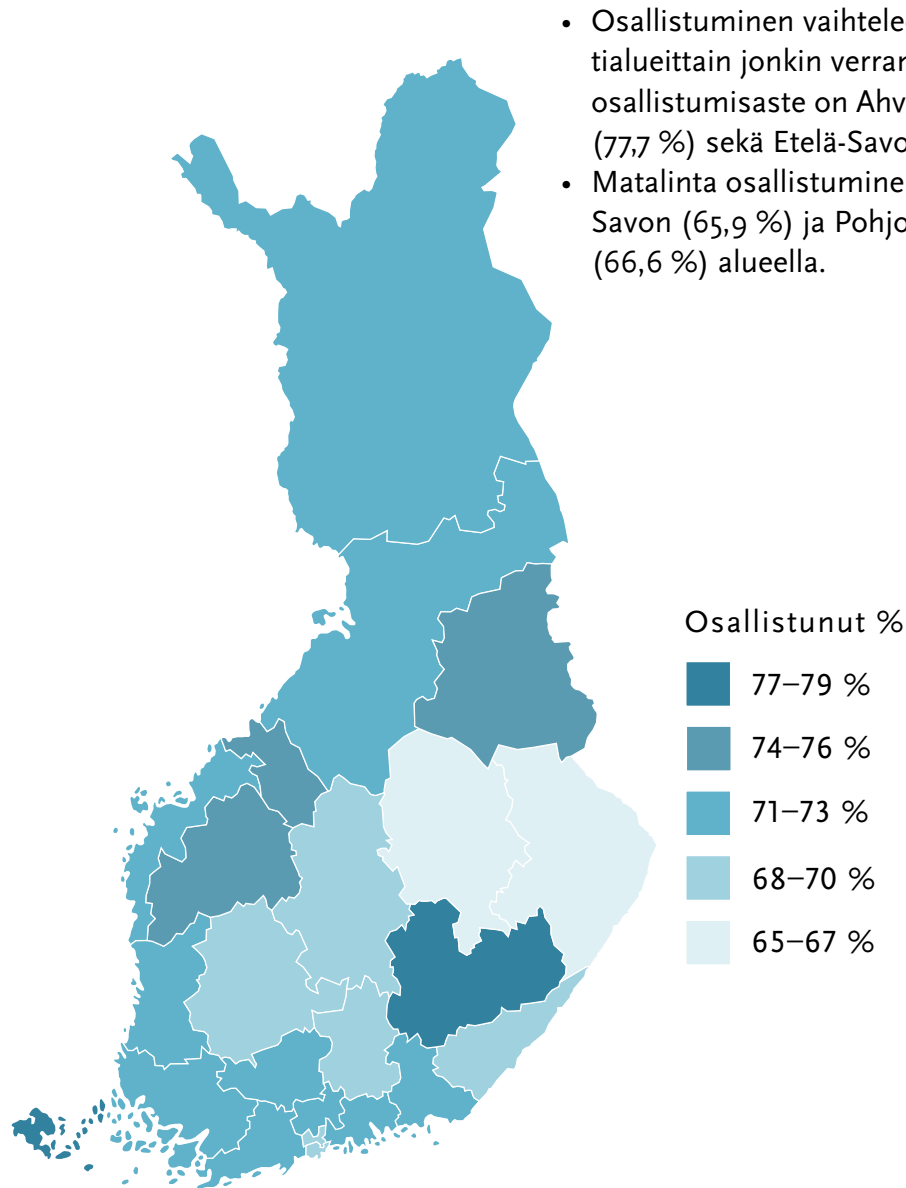 • Osallistuminen vaihtelee
tialueittain jonkin verran
osallistumisaste on Ahv
(77,7 %) sekä Etelä-Savo
• Matalinta osallistumine
Savon (65,9 %) ja Pohjo
(66,6 %) alueella.
Osallistunut %
77–79 %
74–76 %
71–73 %
68–70 %
65–67 %